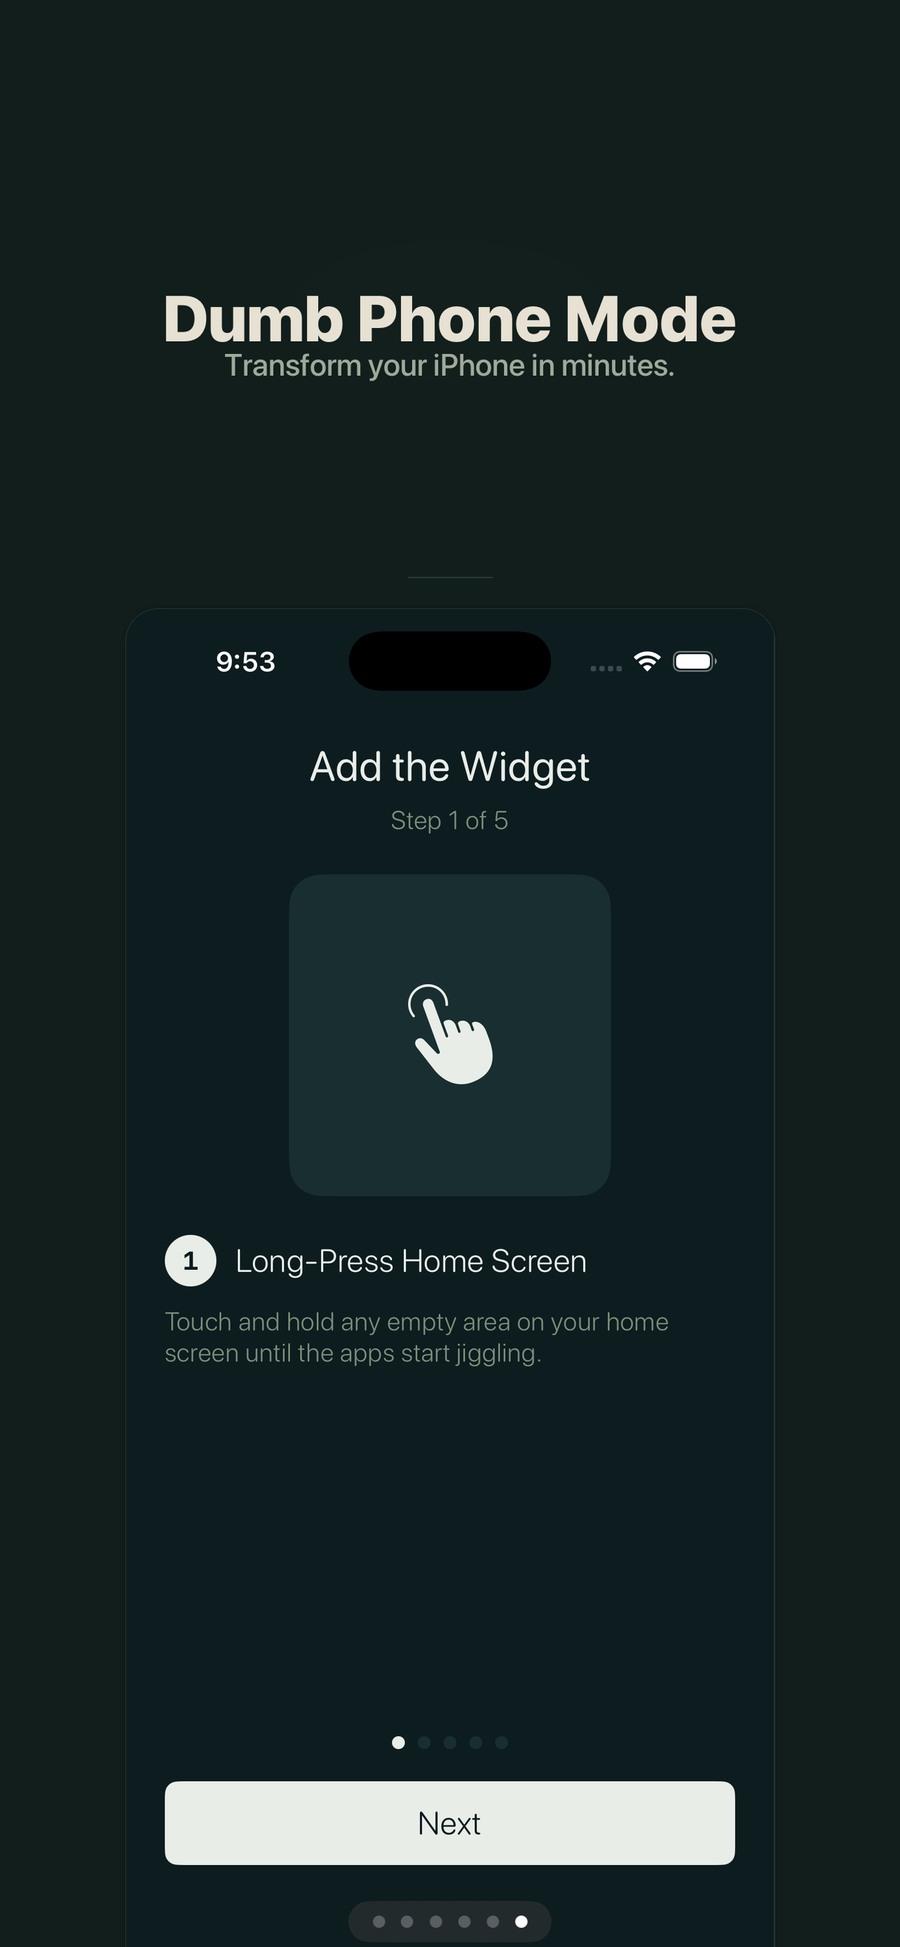 Dumb Phone Mode
Transform your iPhone in minutes.
9:53
Add the Widget
Step 1 of 5
1 Long-Press Home Screen
Touch and hold any empty area on your home
screen until the apps start jiggling.
Next